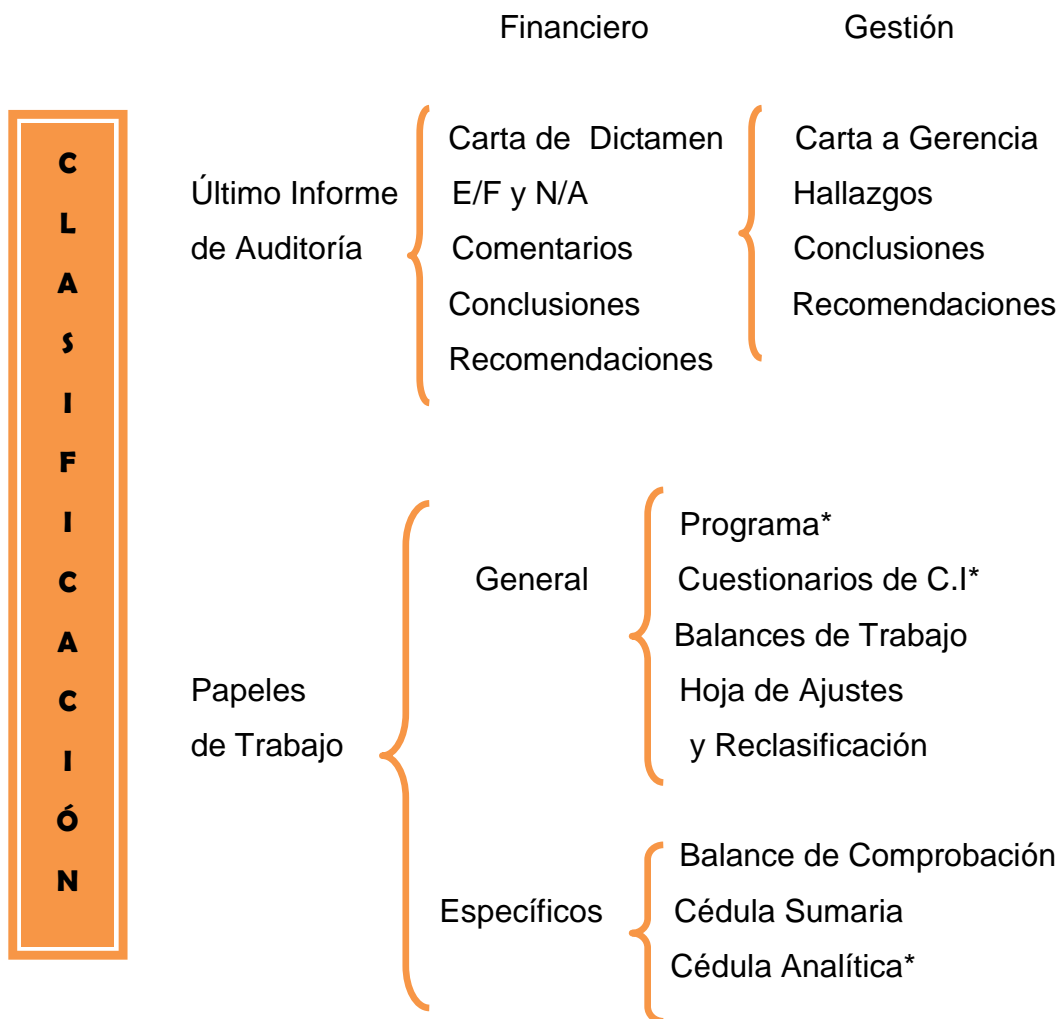 Financiero Gestión
CLASIFICACIÓN
Último Informe
de Auditoría
Carta de Dictamen
E/F y N/A
Comentarios
Conclusiones
Recomendaciones
Carta a Gerencia
Hallazgos
Conclusiones
Recomendaciones
Papeles
de Trabajo
General
Programa*
Cuestionarios de C.I*
Balances de Trabajo
Hoja de Ajustes
y Reclasificación
Específicos
Balance de Comprobación
Cédula Sumaria
Cédula Analítica*